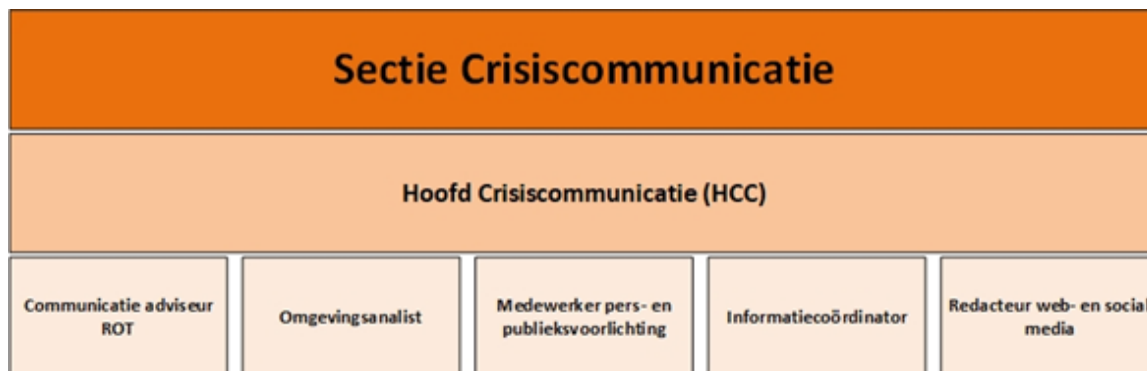 Sectie Crisiscommunicatie
Hoofd Crisiscommunicatie (HCC)
Communicatie adviseur
ROT
Omgevingsanalist
Medewerker pers- en
publieksvoorlichting
Informatiecoördinator
Redacteur web- en social
media